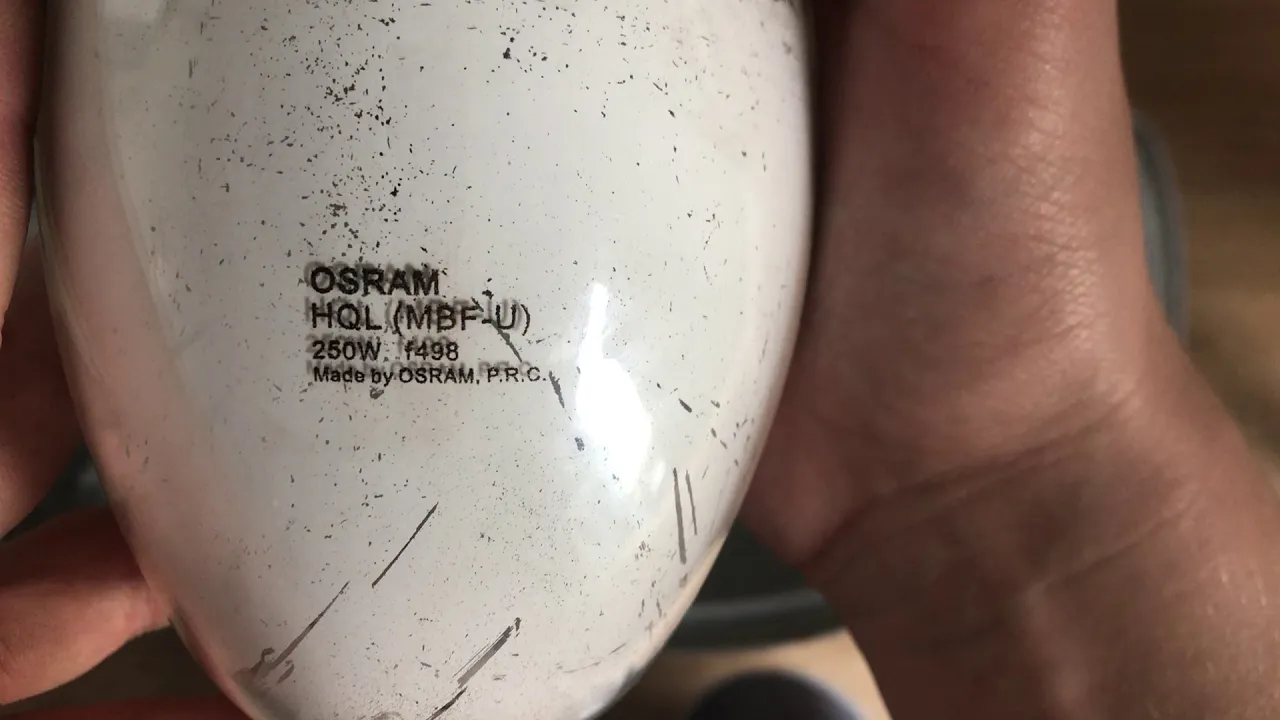 OSRAM
HQL (MBF-U)
250W f498
Made by OSRAM, P.R.C.